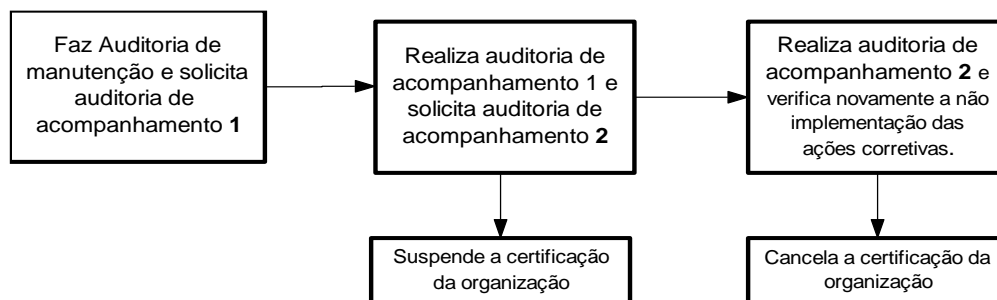 Faz Auditoria de
manutenção e solicita
auditoria de
acompanhamento 1
Realiza auditoria de
acompanhamento 1 e
solicita auditoria de
acompanhamento 2
Realiza auditoria de
acompanhamento 2 e
verifica novamente a não
implementação das
ações corretivas.
Suspende a certificação
da organização
Cancela a certificação da
organização